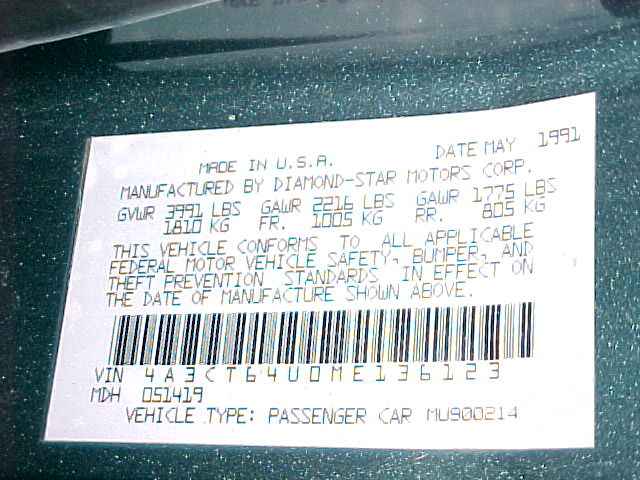 MADE IN U.S.A. DATE MAY 1991
MANUFACTURED BY DIAMOND-STAR MOTORS CORP.
GVWR 3991 LBS GAWR 2216 LBS GAWR 1775 LBS
1810 KG FR. 1005 KG RR. 805 KG
THIS VEHICLE CONFORMS TO ALL APPLICABLE
FEDERAL MOTOR VEHICLE SAFETY, BUMPER, AND
THEFT PREVENTION STANDARDS IN EFFECT ON
THE DATE OF MANUFACTURE SHOWN ABOVE.
VIN 4A3CT64U0ME136123
MDH 051419
VEHICLE TYPE: PASSENGER CAR MU900214